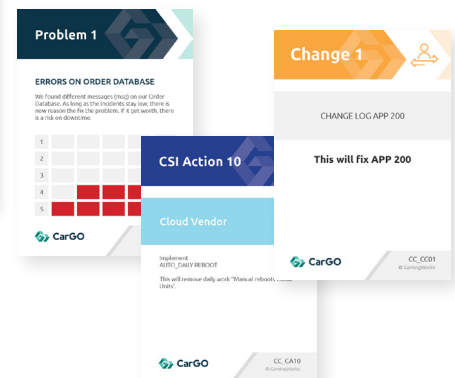 Problem 1
ERRORS ON ORDER DATABASE
We found different messages (msg) on our Order
Database. As long as the incidents stay low, there is
new reason the fix the problem. If it get worth, there
is a risk on downtime.
1
2
3
4
5
CarGO
CSI Action 10
Cloud Vendor
Implement
AUTO_DAILY REBOOT
This will remove daily work "Manual reboots
Units".
CarGO
CC_CA10
© GamingWorks
Change 1
CHANGE LOG APP 200
This will fix APP 200
CarGO
CC_CC01
© GamingWorks